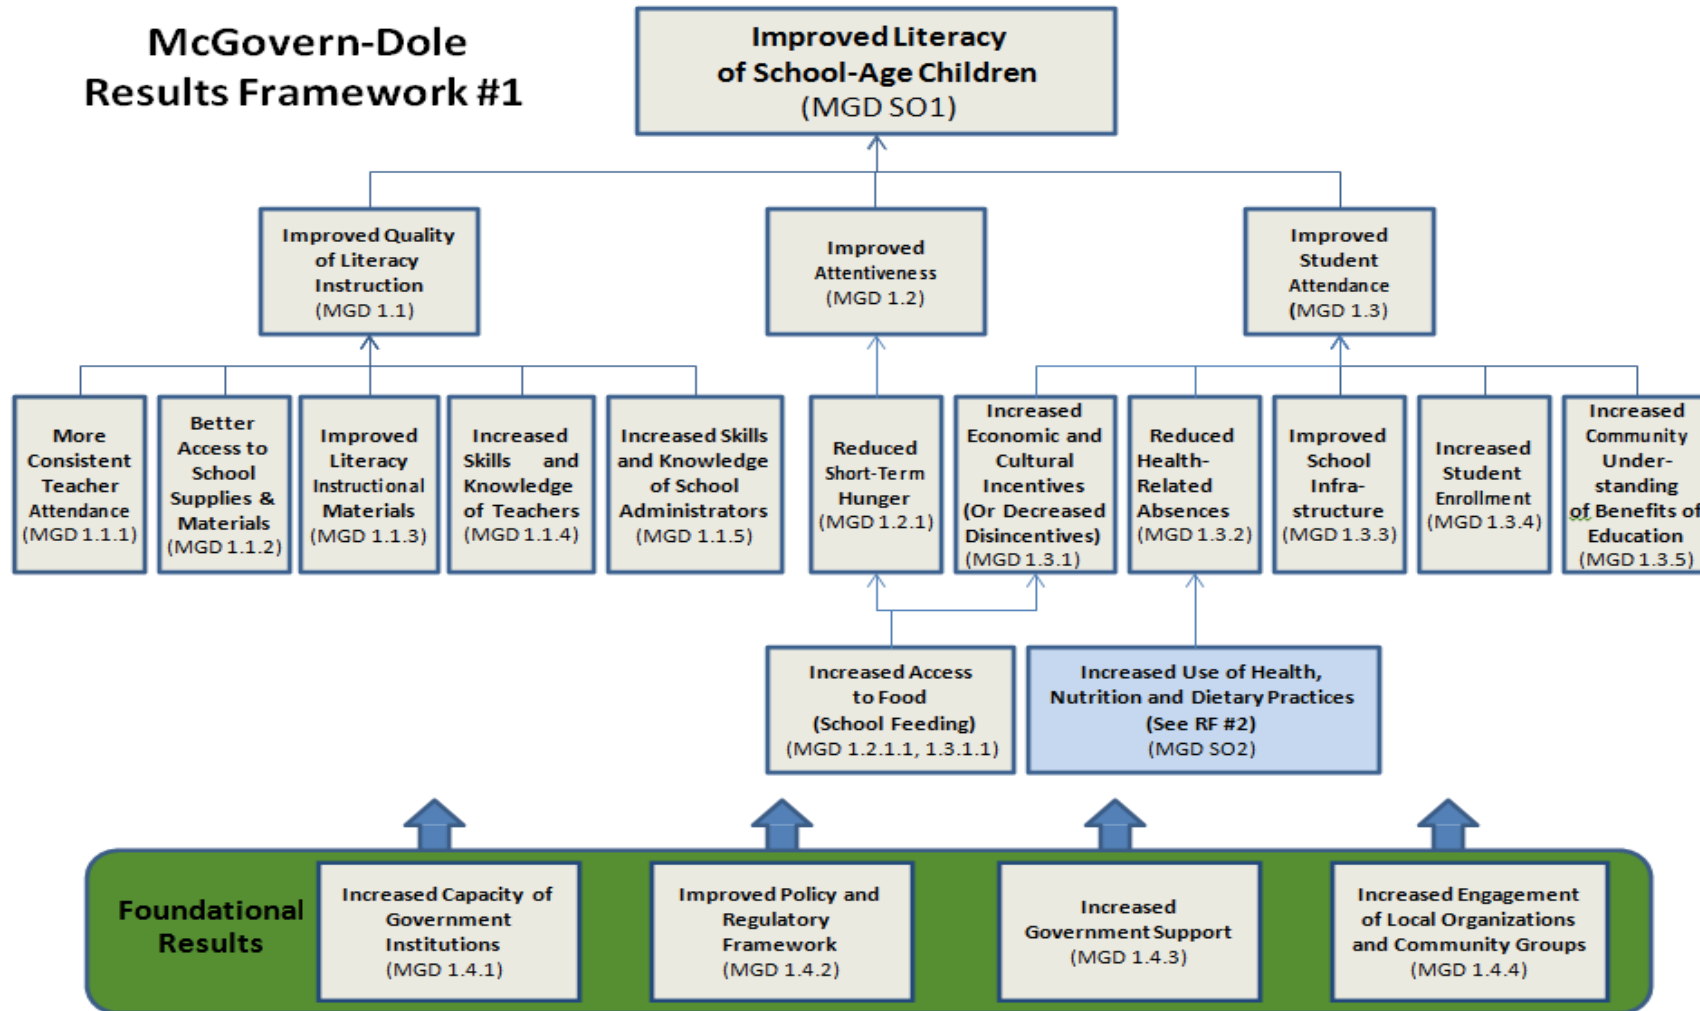 McGovern-Dole
Results Framework #1
Improved Literacy
of School-Age Children
(MGD SO1)
Improved Quality
of Literacy
Instruction
(MGD 1.1)
Improved
Attentiveness
(MGD 1.2)
Improved
Student
Attendance
(MGD 1.3)
More
Consistent
Teacher
Attendance
(MGD 1.1.1)
Better
Access to
School
Supplies &
Materials
(MGD 1.1.2)
Improved
Literacy
Instructional
Materials
(MGD 1.1.3)
Increased
Skills and
Knowledge
of Teachers
(MGD 1.1.4)
Increased Skills
and Knowledge
of School
Administrators
(MGD 1.1.5)
Reduced
Short-Term
Hunger
(MGD 1.2.1)
Increased
Economic and
Cultural
Incentives
(Or Decreased
Disincentives)
(MGD 1.3.1)
Reduced
Health-
Related
Absences
(MGD 1.3.2)
Improved
School
Infra-
structure
(MGD 1.3.3)
Increased
Student
Enrollment
(MGD 1.3.4)
Increased
Community
Under-
standing
of Benefits of
Education
(MGD 1.3.5)
Increased Access
to Food
(School Feeding)
(MGD 1.2.1.1, 1.3.1.1)
Increased Use of Health,
Nutrition and Dietary Practices
(See RF #2)
(MGD SO2)
Foundational
Results
Increased Capacity of
Government
Institutions
(MGD 1.4.1)
Improved Policy and
Regulatory
Framework
(MGD 1.4.2)
Increased
Government Support
(MGD 1.4.3)
Increased Engagement
of Local Organizations
and Community Groups
(MGD 1.4.4)